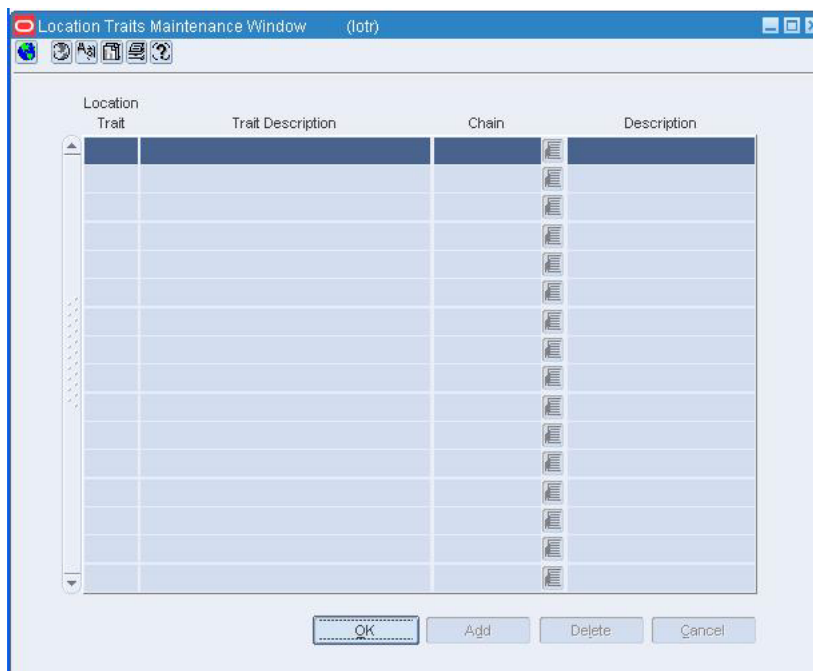 Location Traits Maintenance Window (lotr)
Location
Trait Trait Description Chain Description
OK Add Delete Cancel